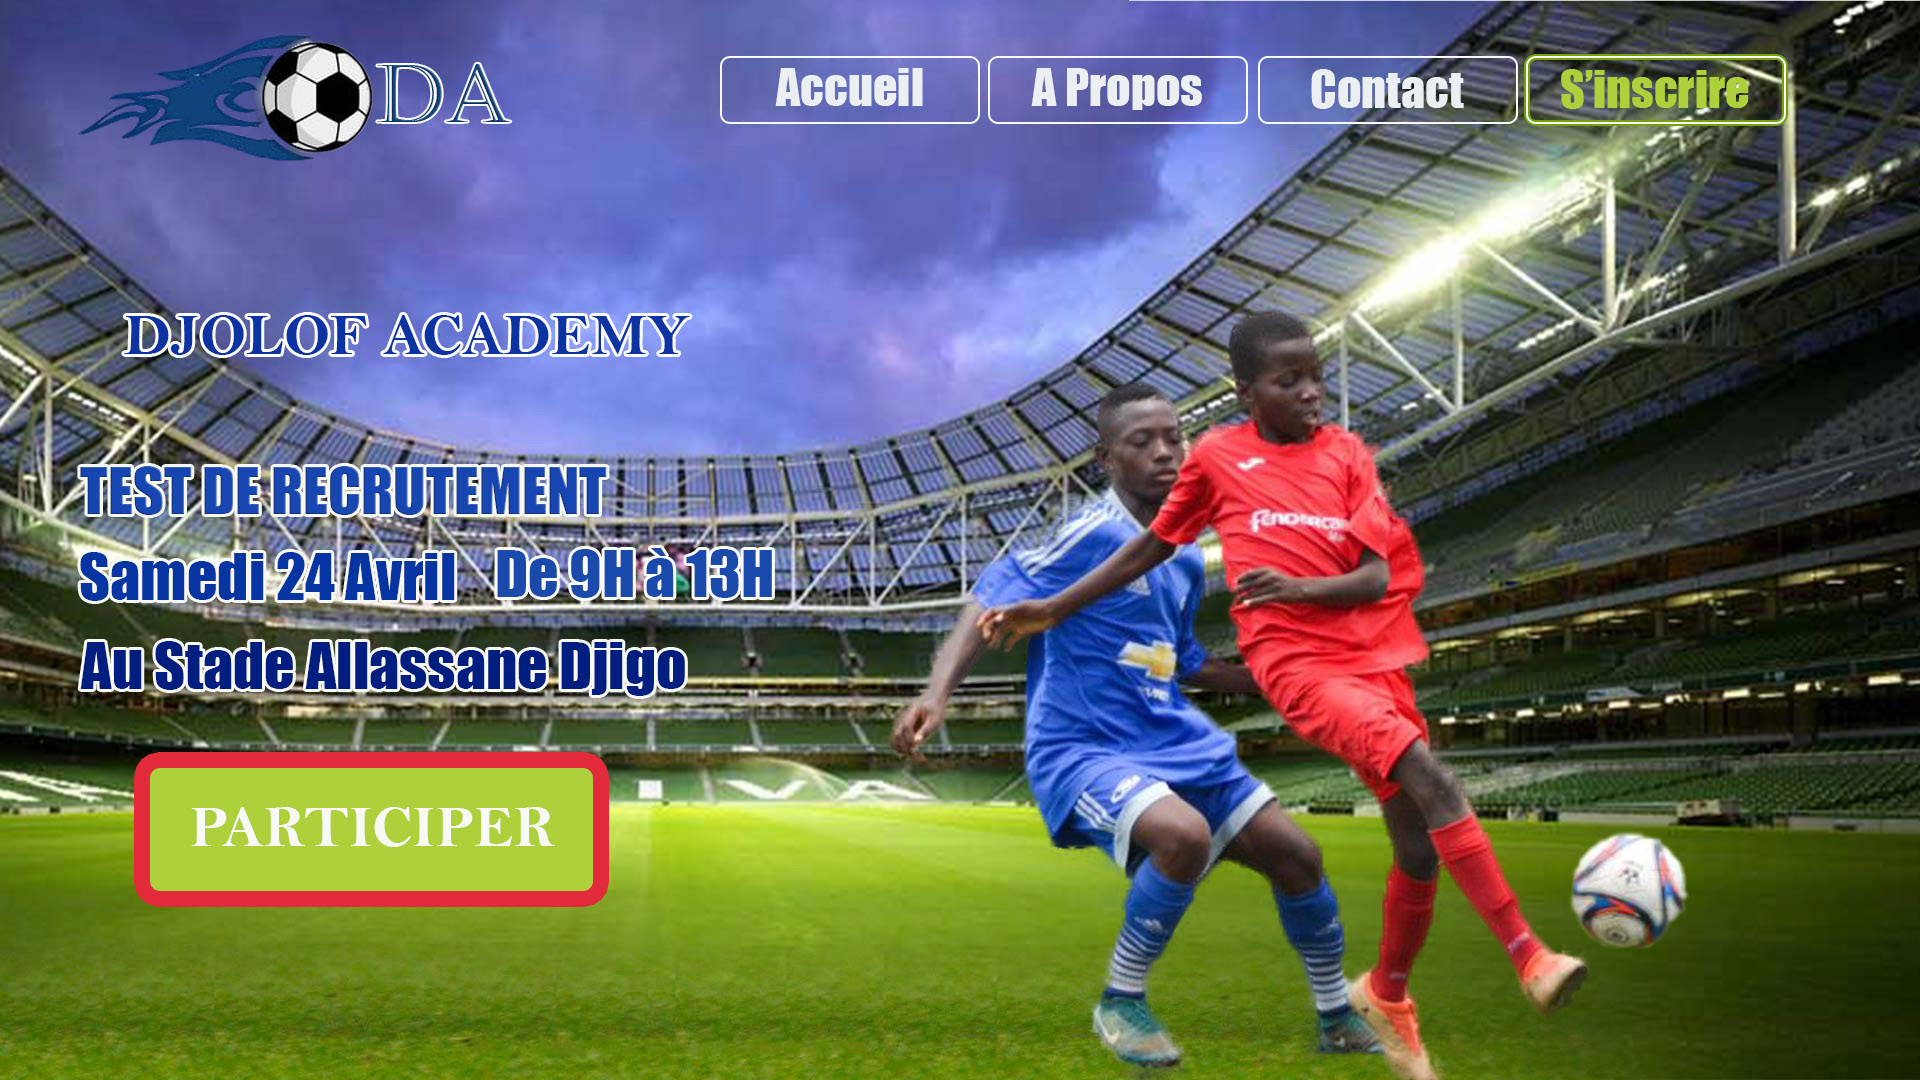 DA
Accueil
A Propos
Contact
S'inscrire
DJOLOF ACADEMY
TEST DE RECRUTEMENT
Samedi 24 Avril De 9H à 13H
Au Stade Allassane Djigo
PARTICIPER